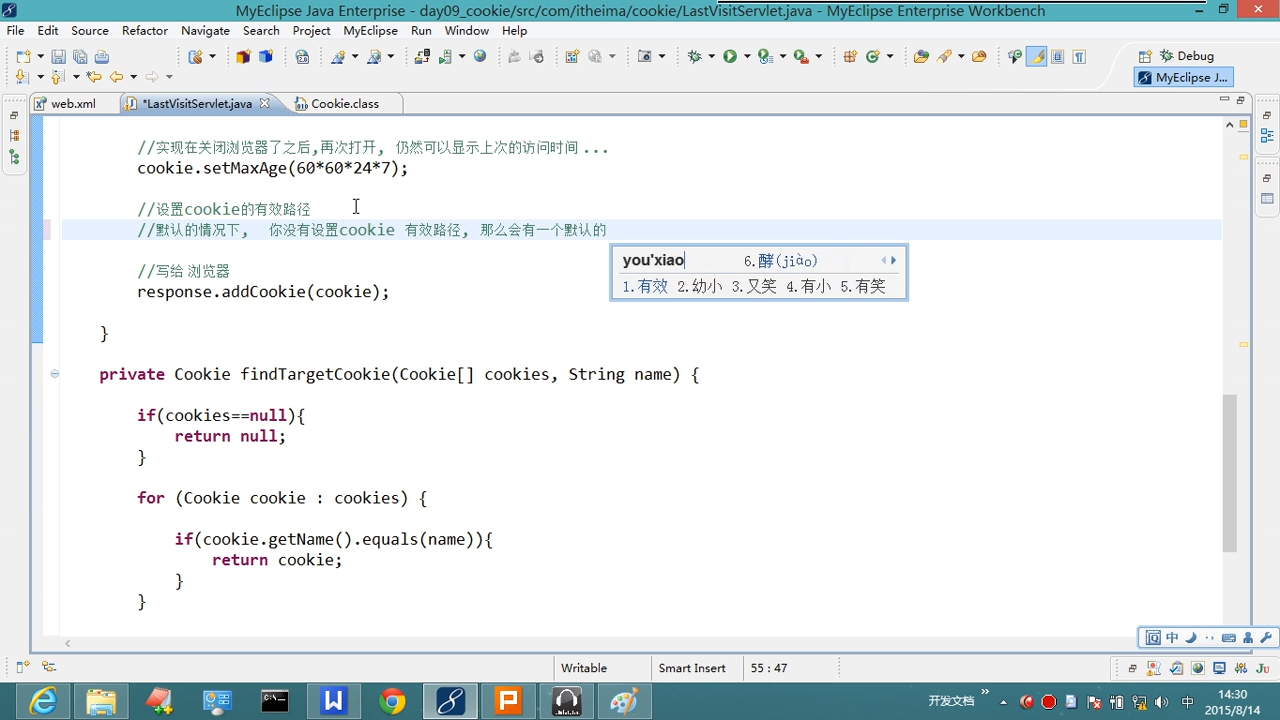 MyEclipse Java Enterprise - day09_cookie/src/com/itheima/cookie/LastVisitServlet.java - MyEclipse Enterprise Workbench
File Edit Source Refactor Navigate Search Project MyEclipse Run Window Help
Debug
MyEclipse J...
web.xml *LastVisitServlet.java Cookie.class
//实现在关闭浏览器了之后,再次打开, 仍然可以显示上次的访问时间 ...
cookie.setMaxAge(60*60*24*7);
//设置cookie的有效路径
//默认的情况下, 你没有设置cookie 有效路径, 那么会有一个默认的
you'xiao 6.酵(jiào)
1.有效 2.幼小 3.又笑 4.有小 5.有笑
//写给 浏览器
response.addCookie(cookie);
}
private Cookie findTargetCookie(Cookie[] cookies, String name) {
if(cookies==null){
return null;
}
for (Cookie cookie : cookies) {
if(cookie.getName().equals(name)){
return cookie;
}
}
中
Writable Smart Insert 55 : 47
开发文档 中 14:30
2015/8/14